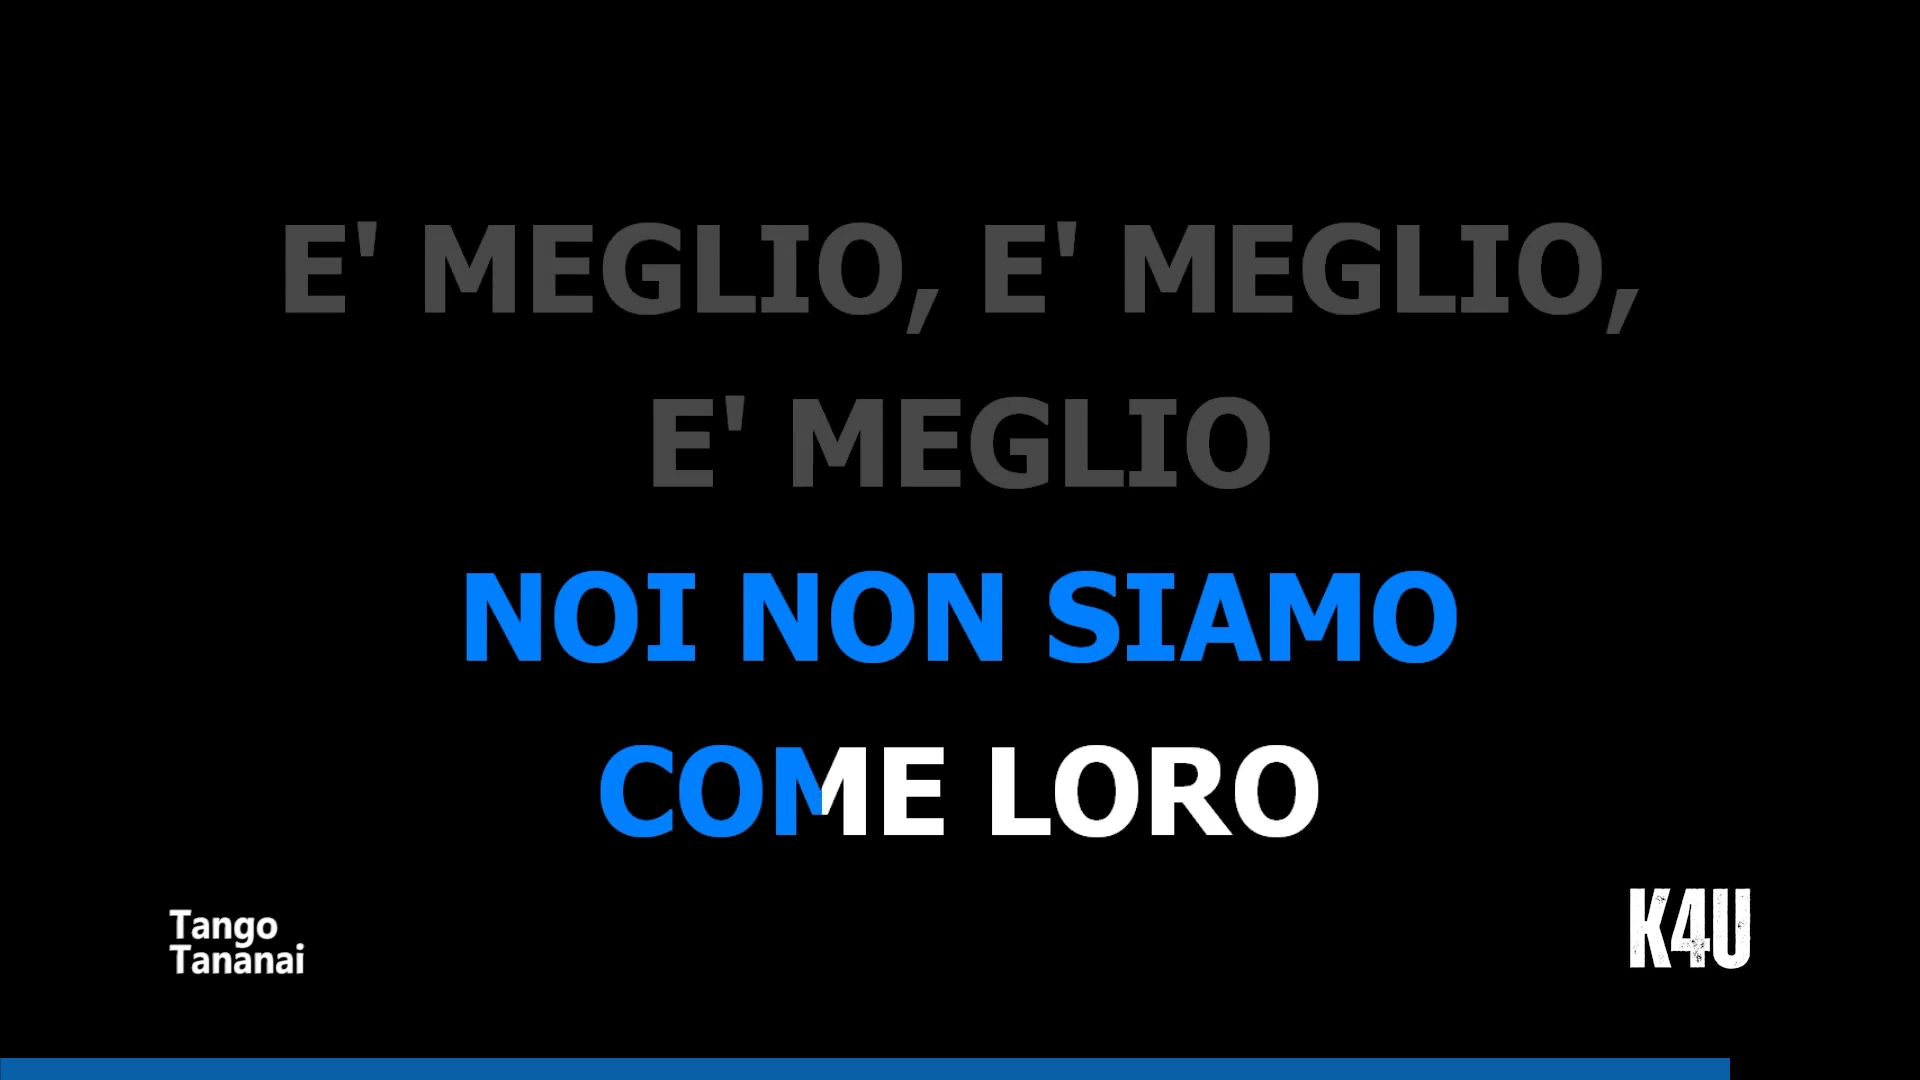 E' MEGLIO, E' MEGLIO,
E' MEGLIO
NOI NON SIAMO
COME LORO
Tango
Tananai
K4U